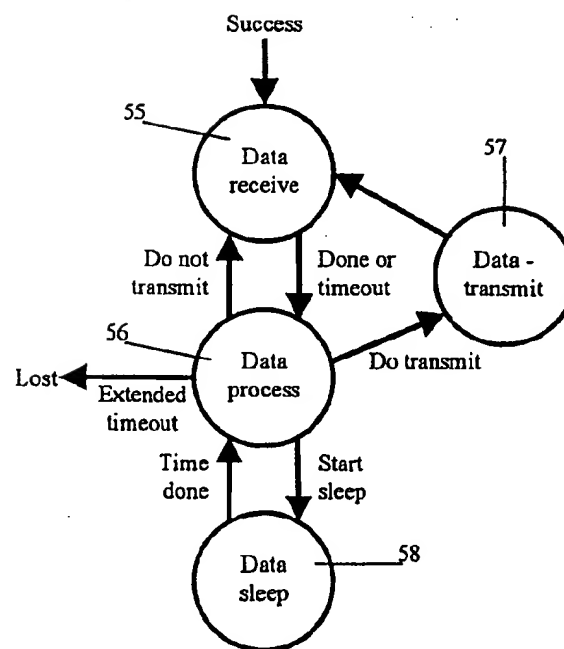 Success
55
Data
receive
57
Data -
transmit
Do not
transmit
Done or
timeout
56
Data
process
Do transmit
Lost
Extended
timeout
Time
done
Start
sleep
58
Data
sleep